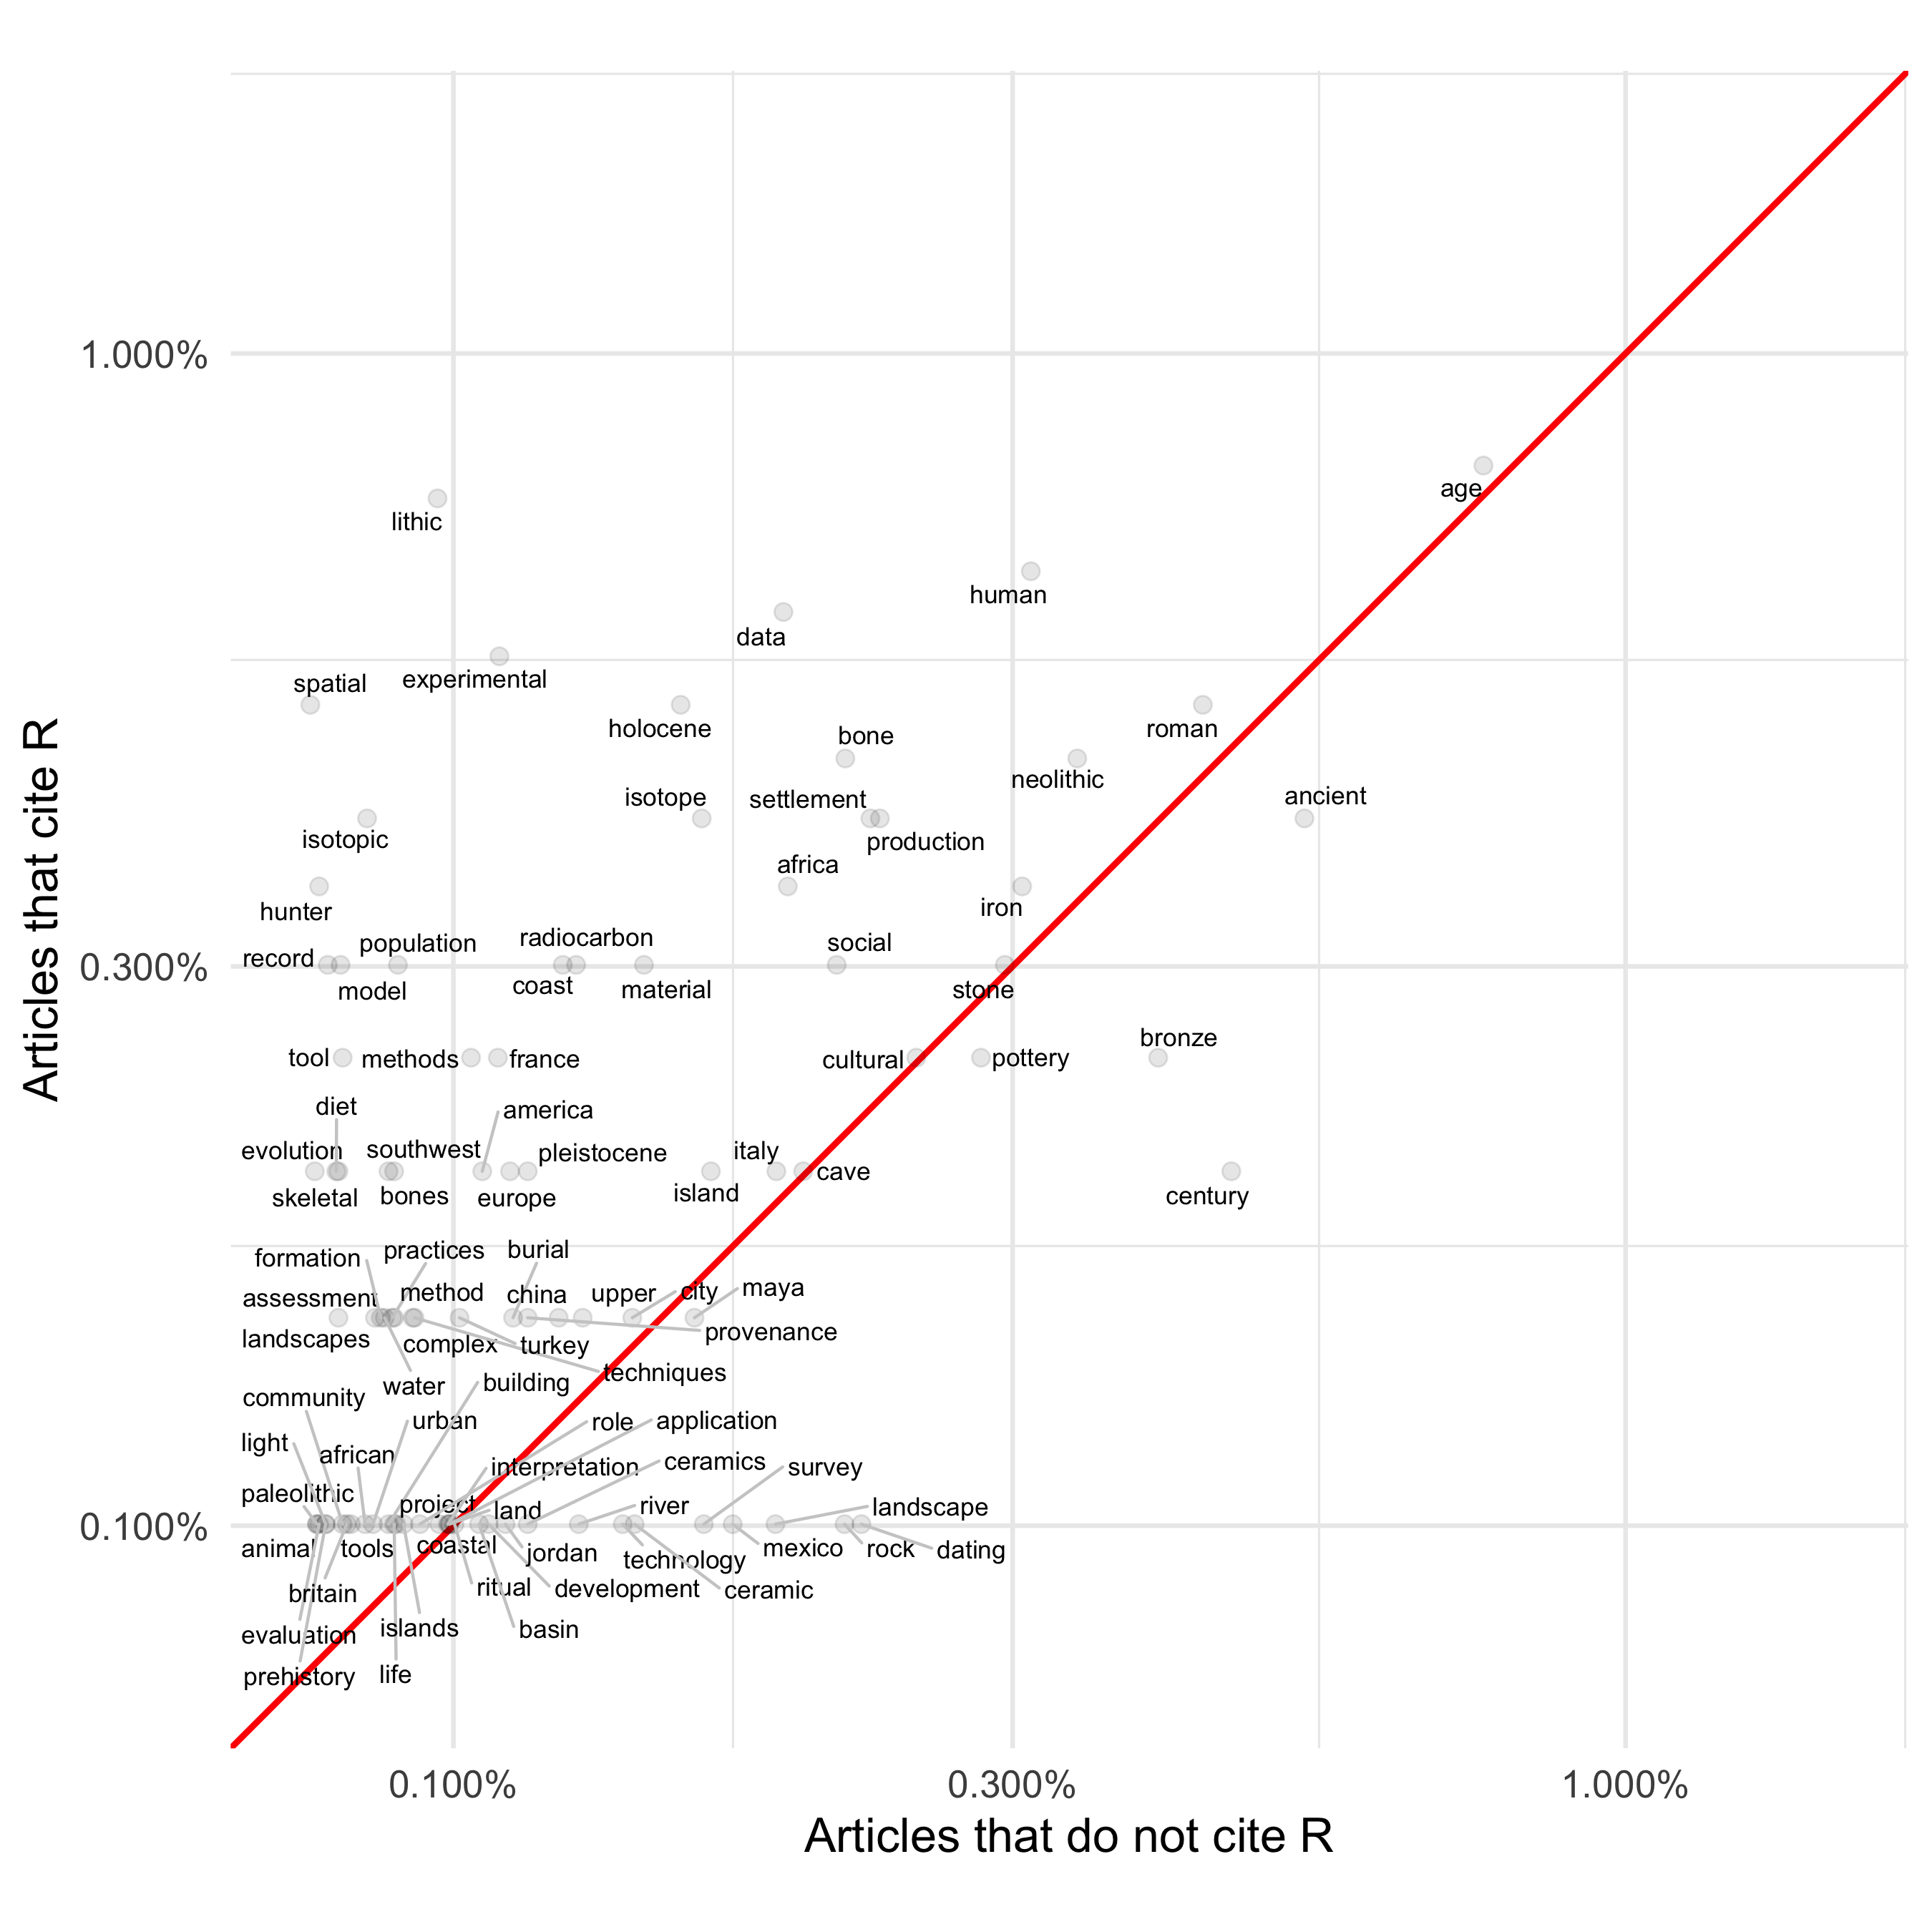 1.000%
age
lithic
human
data
experimental
spatial
holocene
roman
bone
neolithic
isotope
settlement
ancient
isotopic
production
africa
hunter
iron
population
radiocarbon
social
record
0.300%
model
coast
material
stone
bronze
tool
methods
france
cultural
pottery
diet
america
evolution
southwest
pleistocene
italy
cave
skeletal
bones
europe
island
century
formation
practices
burial
assessment
method
china
upper
city
maya
landscapes
complex
turkey
provenance
techniques
water
building
community
urban
role
application
light
african
interpretation
ceramics
survey
paleolithic
project
land
river
landscape
0.100%
animal
tools
coastal
jordan
technology
mexico
rock
dating
britain
ritual
development
ceramic
evaluation
islands
basin
prehistory
life
0.100%
0.300%
1.000%
Articles that do not cite R
Articles that cite R